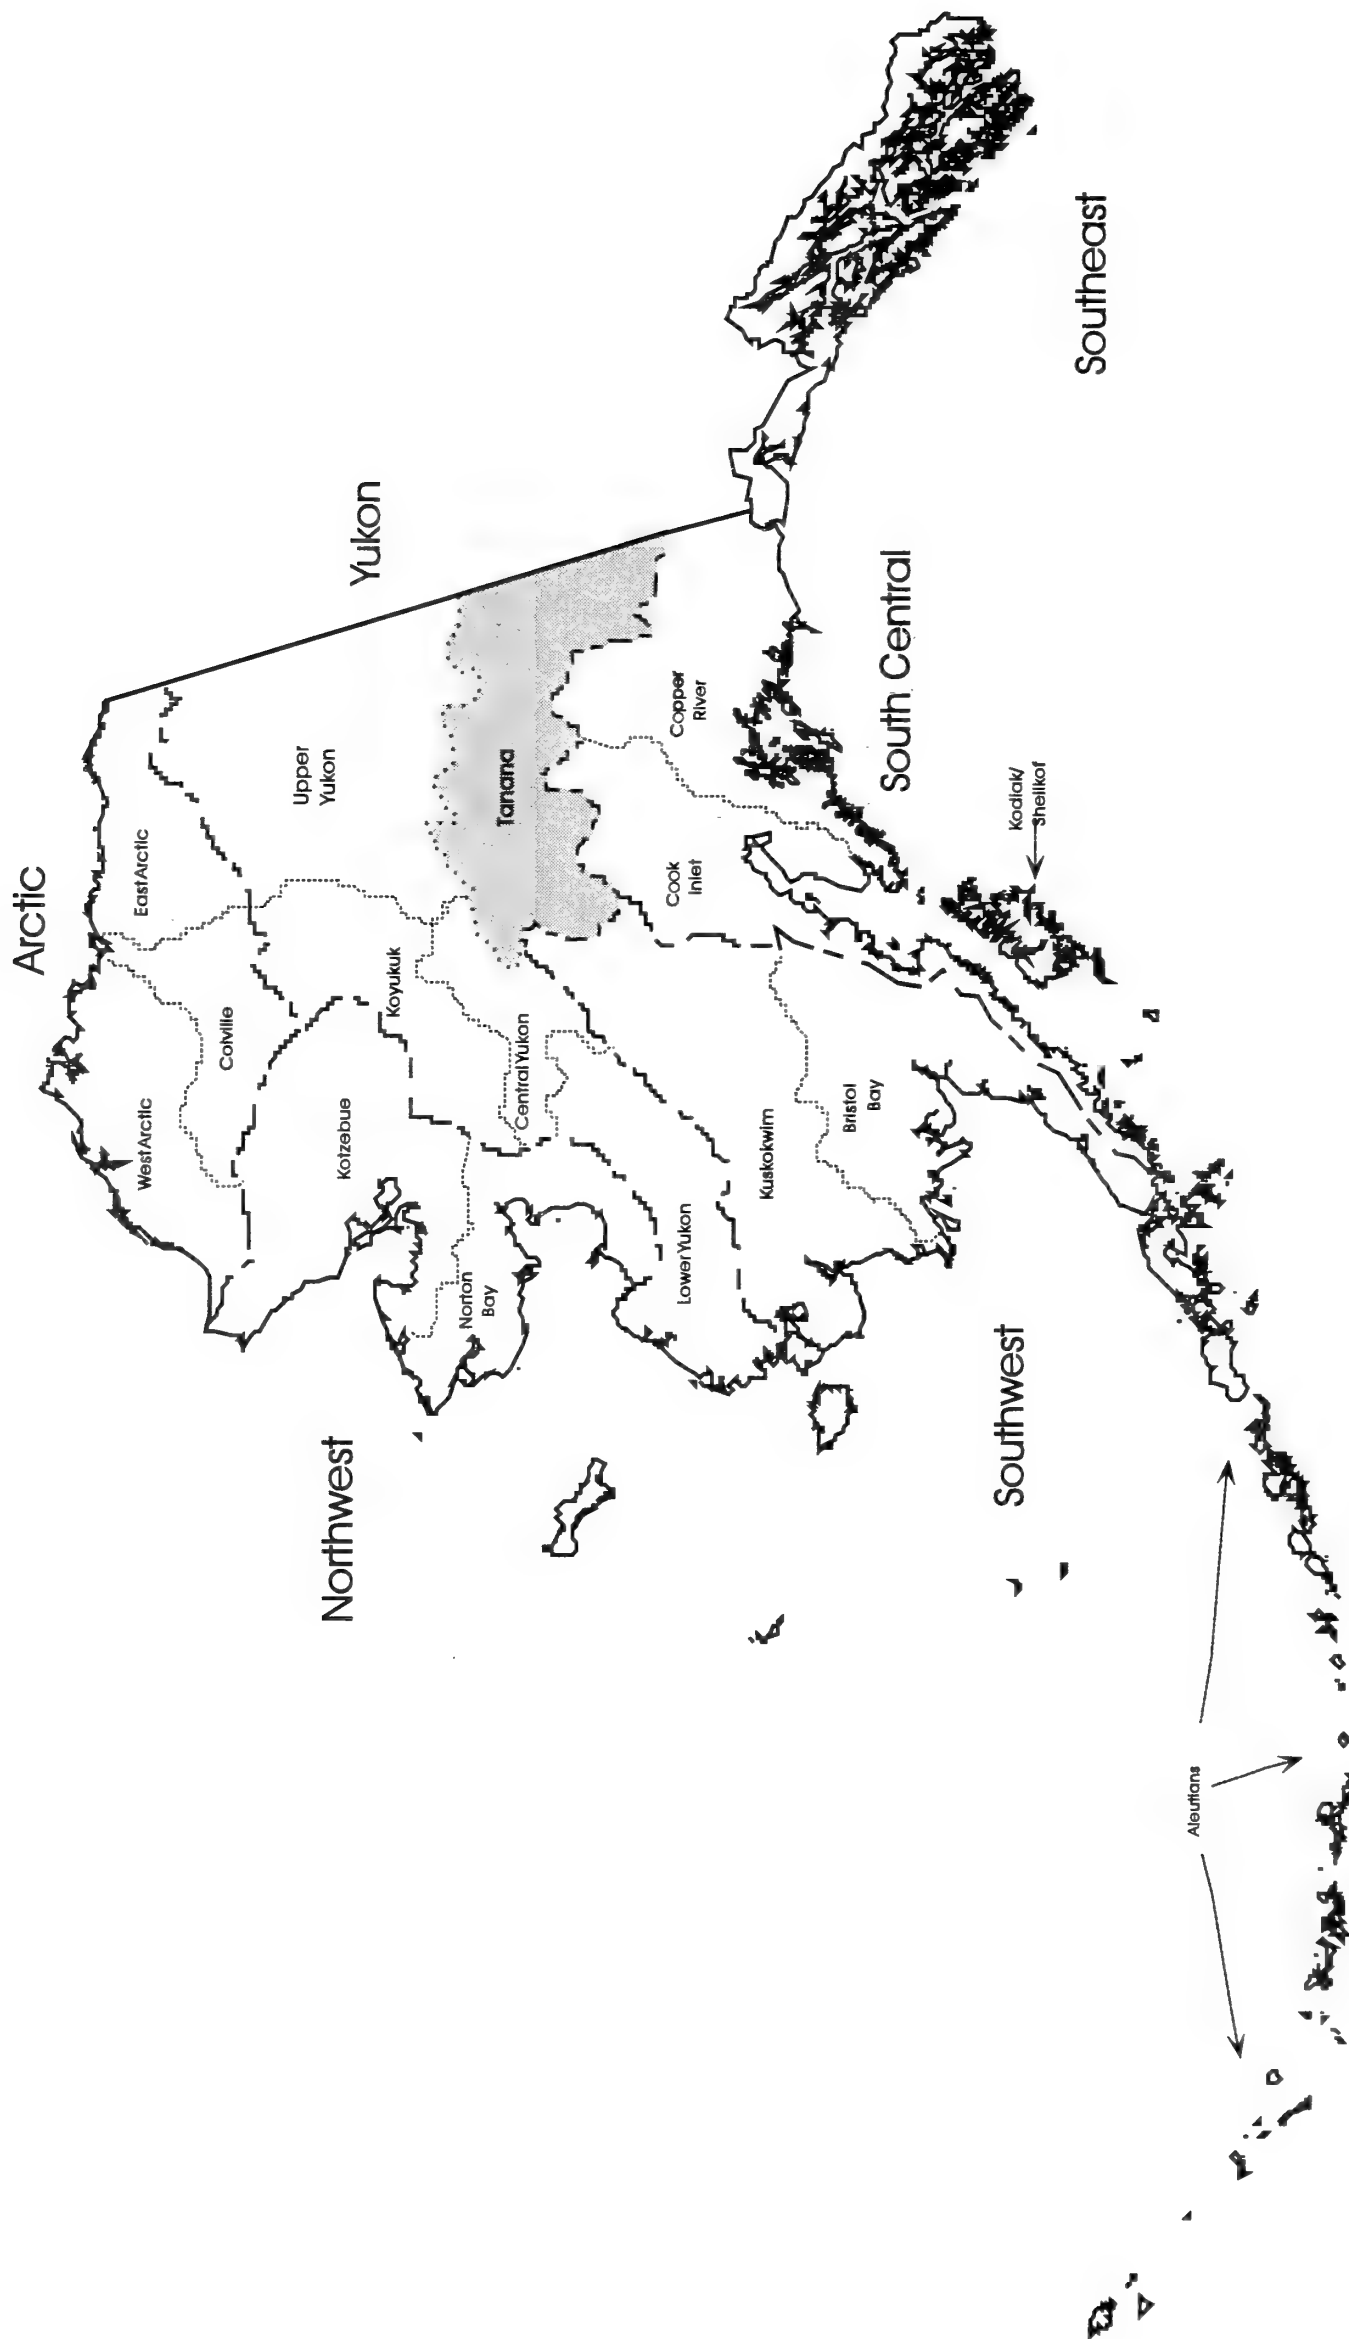 Arctic
East Arctic
West Arctic
Colville
Upper
Yukon
Yukon
Northwest
Kotzebue
Koyukuk
Norton
Bay
Central Yukon
Tanana
Lower Yukon
Cook
Inlet
Copper
River
Kuskokwim
Bristol
Bay
South Central
Southwest
Kodiak/
Shelikof
Southeast
Aleutians